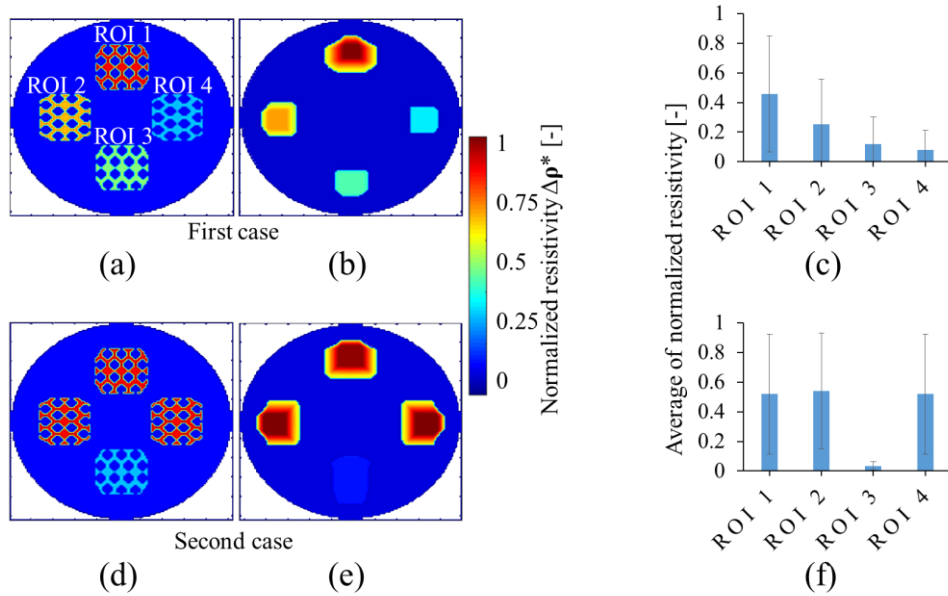 ROI 1
ROI 2
ROI 4
ROI 3
First case
(a)
(b)
Second case
(d)
(e)
1
0.75
0.5
0.25
0
Normalized resistivity Δρ* [-]
Average of normalized resistivity [-]
1
0.8
0.6
0.4
0.2
0
ROI 1
ROI 2
ROI 3
ROI 4
(c)
1
0.8
0.6
0.4
0.2
0
ROI 1
ROI 2
ROI 3
ROI 4
(f)